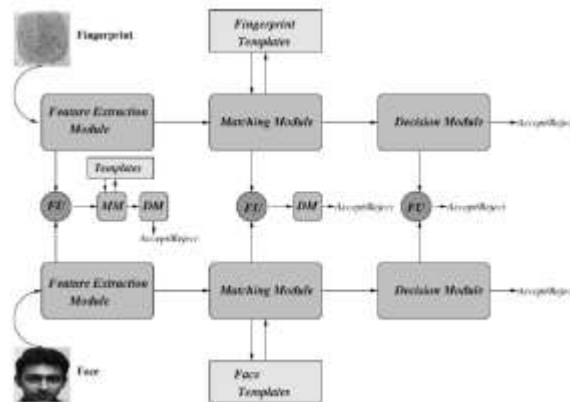 Fingerprint
Fingerprint
Templates
Feature Extraction
Module
Matching Module
Decision Module
Accept/Reject
Templates
FU
MM
DM
Accept/Reject
FU
DM
Accept/Reject
FU
Accept/Reject
Feature Extraction
Module
Matching Module
Decision Module
Accept/Reject
Face
Face
Templates